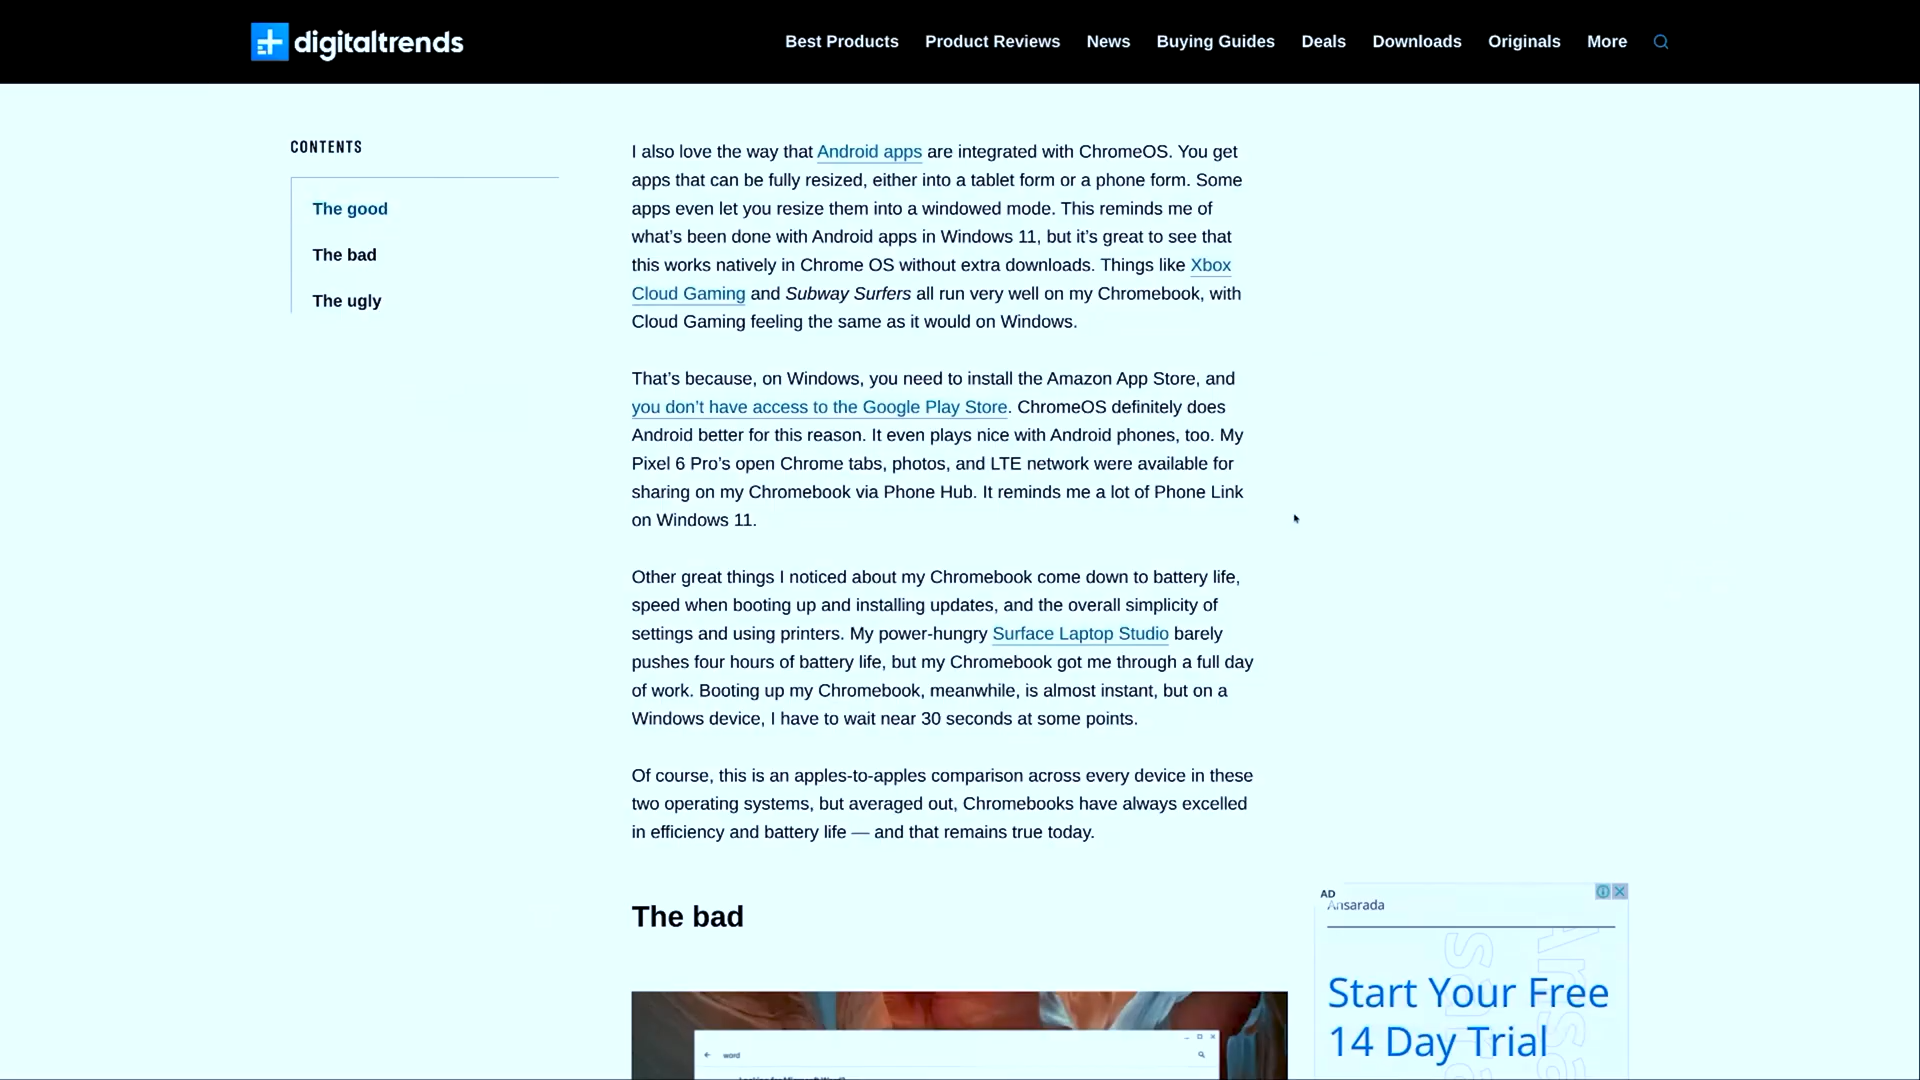 digitaltrends
Best Products Product Reviews News Buying Guides Deals Downloads Originals More
CONTENTS
The good
The bad
The ugly
I also love the way that Android apps are integrated with ChromeOS. You get
apps that can be fully resized, either into a tablet form or a phone form. Some
apps even let you resize them into a windowed mode. This reminds me of
what’s been done with Android apps in Windows 11, but it’s great to see that
this works natively in Chrome OS without extra downloads. Things like Xbox
Cloud Gaming and Subway Surfers all run very well on my Chromebook, with
Cloud Gaming feeling the same as it would on Windows.
That’s because, on Windows, you need to install the Amazon App Store, and
you don’t have access to the Google Play Store. ChromeOS definitely does
Android better for this reason. It even plays nice with Android phones, too. My
Pixel 6 Pro’s open Chrome tabs, photos, and LTE network were available for
sharing on my Chromebook via Phone Hub. It reminds me a lot of Phone Link
on Windows 11.
Other great things I noticed about my Chromebook come down to battery life,
speed when booting up and installing updates, and the overall simplicity of
settings and using printers. My power-hungry Surface Laptop Studio barely
pushes four hours of battery life, but my Chromebook got me through a full day
of work. Booting up my Chromebook, meanwhile, is almost instant, but on a
Windows device, I have to wait near 30 seconds at some points.
Of course, this is an apples-to-apples comparison across every device in these
two operating systems, but averaged out, Chromebooks have always excelled
in efficiency and battery life — and that remains true today.
The bad
word
AD
Ansarada
Start Your Free
14 Day Trial